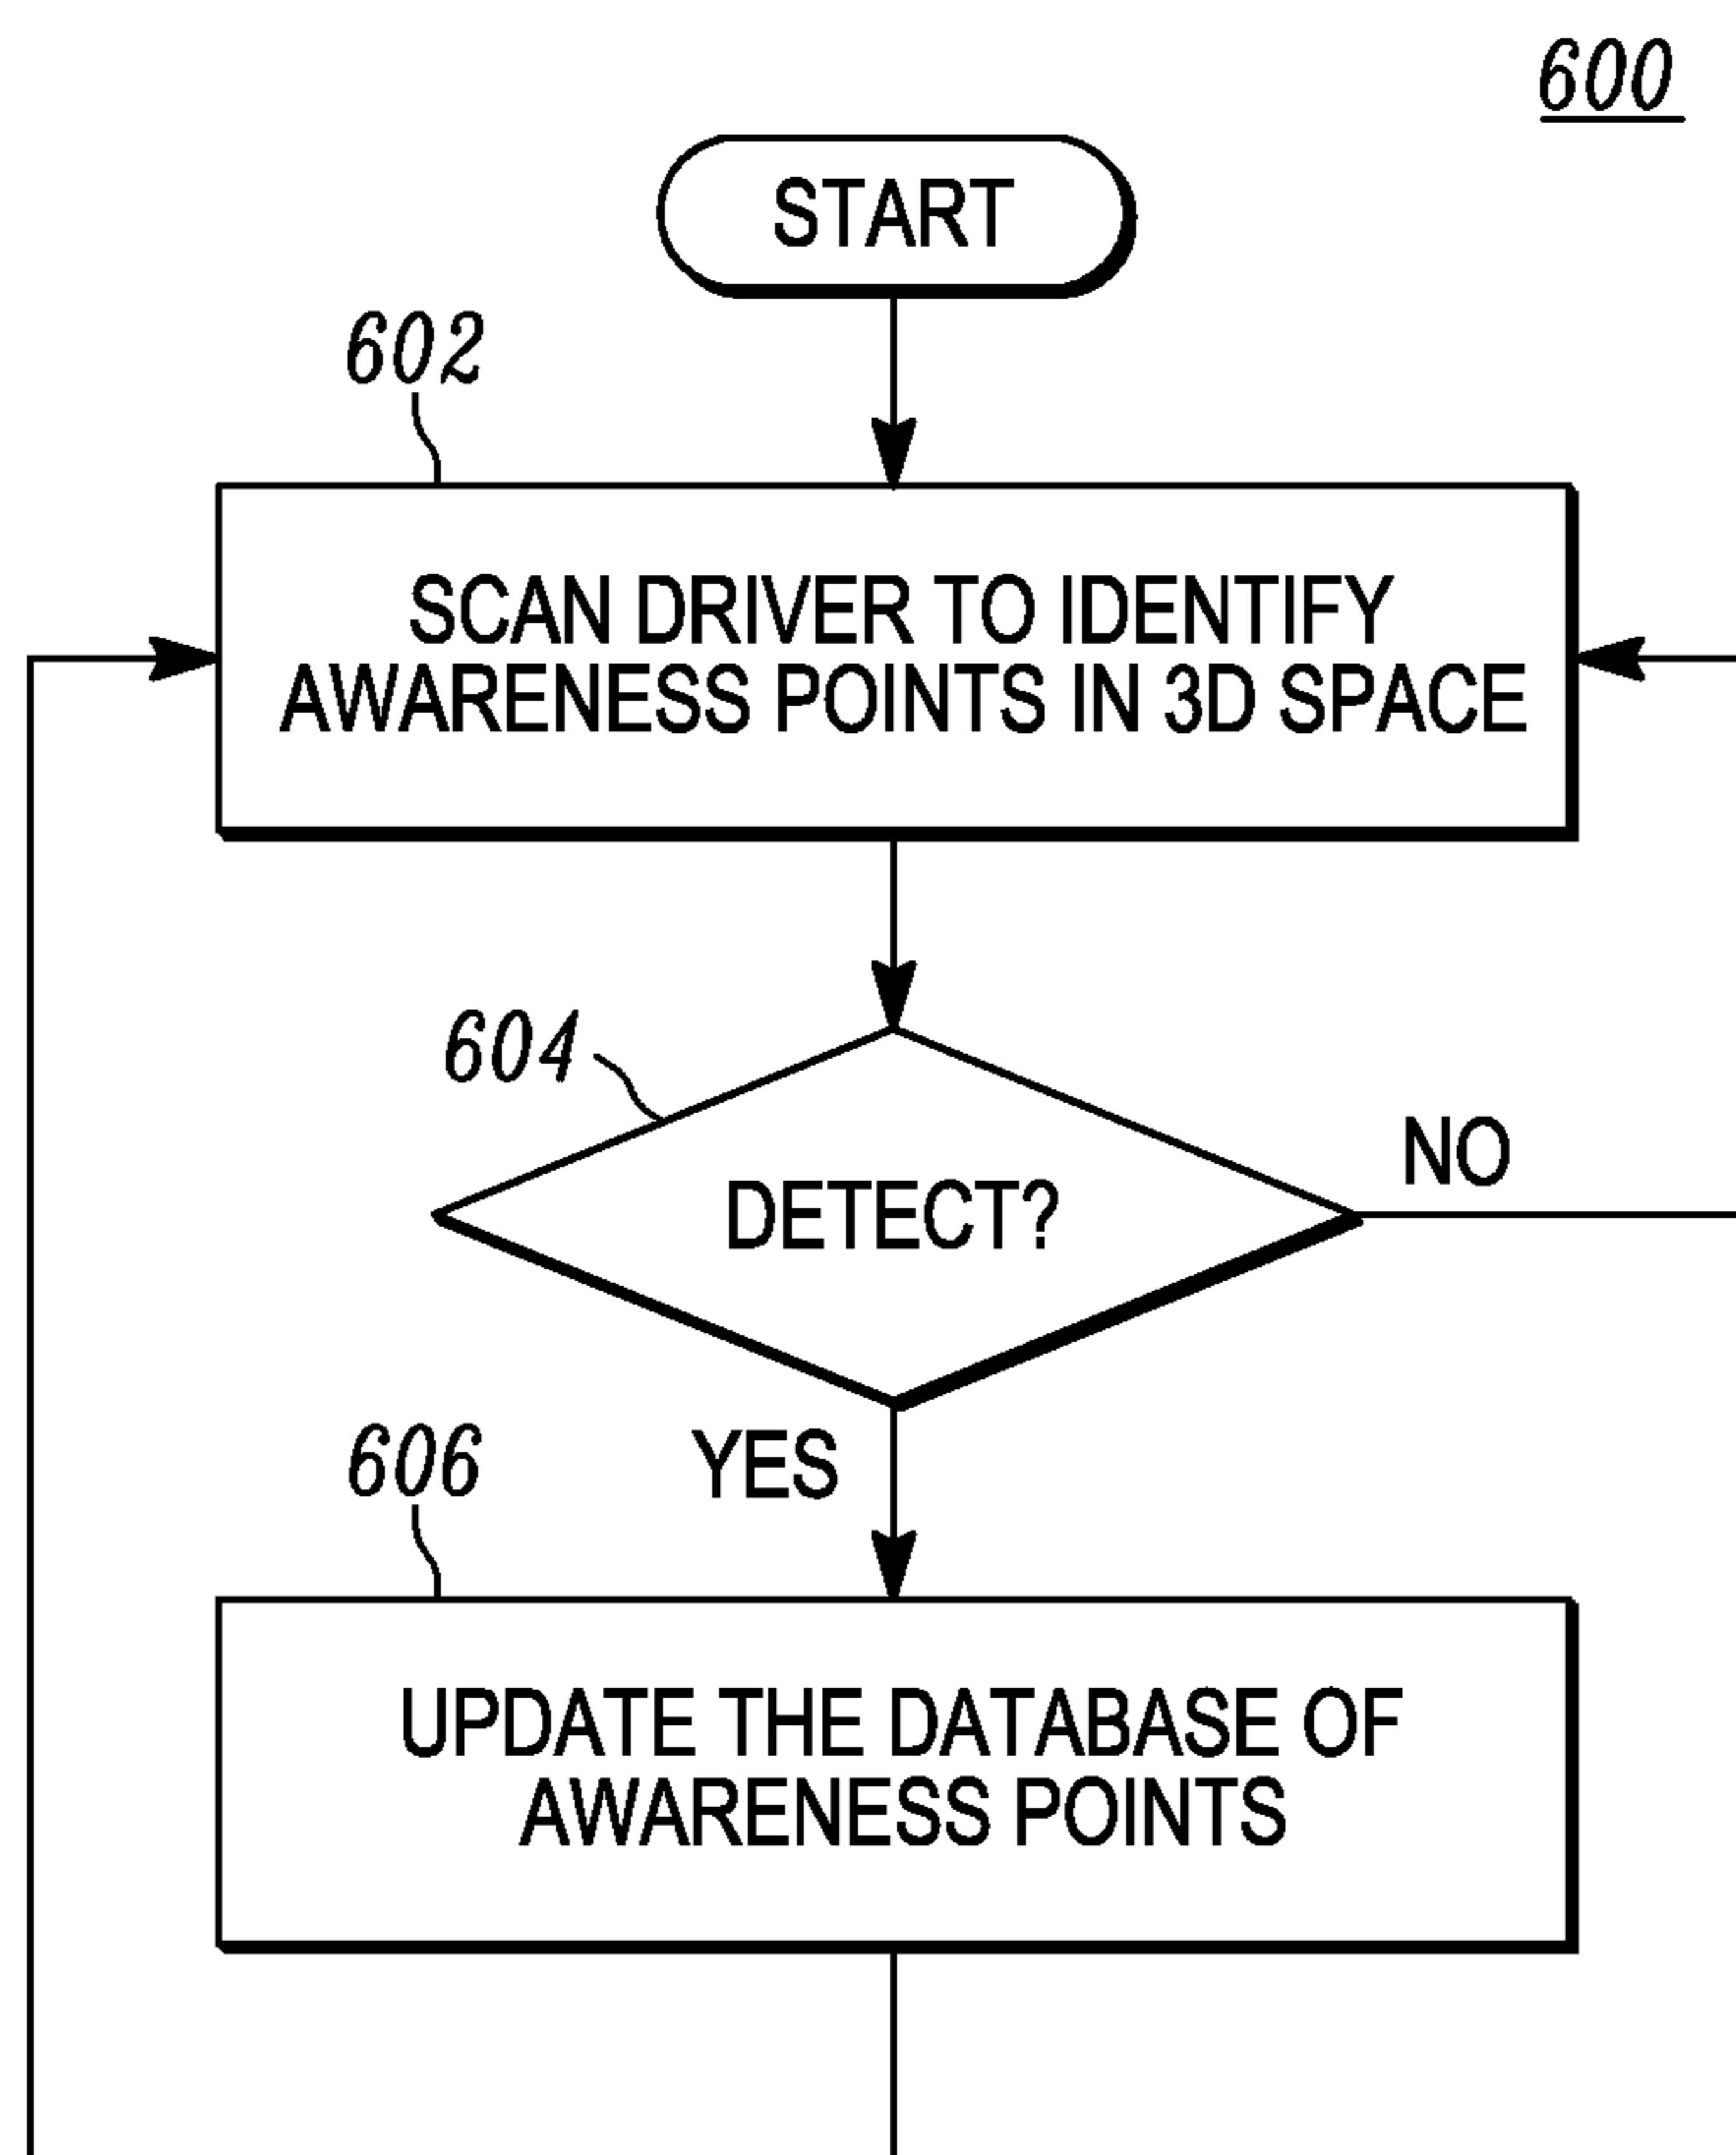 600
START
602
SCAN DRIVER TO IDENTIFY
AWARENESS POINTS IN 3D SPACE
604
DETECT?
NO
YES
606
UPDATE THE DATABASE OF
AWARENESS POINTS